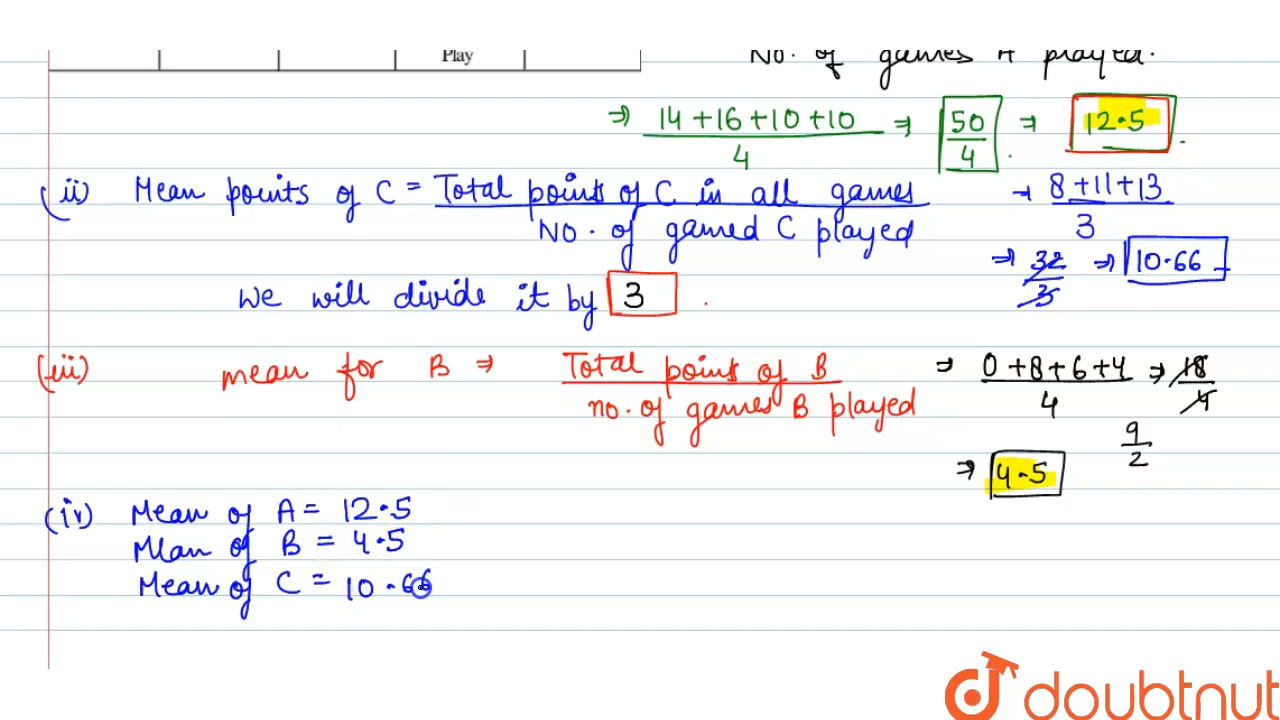 Play
No. of games A played.
⇒ 14 + 16 + 10 + 10 / 4 ⇒ 50/4 ⇒ 12.5
(ii) Mean points of C = Total points of C in all games / No. of gamed C played → 8 + 11 + 13 / 3
⇒ 32/3 ⇒ 10.66
We will divide it by 3.
(iii) mean for B ⇒ Total points of B / no. of games B played ⇒ 0 + 8 + 6 + 4 / 4 ⇒ 18/4
9/2
⇒ 4.5
(iv) Mean of A = 12.5
Mean of B = 4.5
Mean of C = 10.66
doubtnut